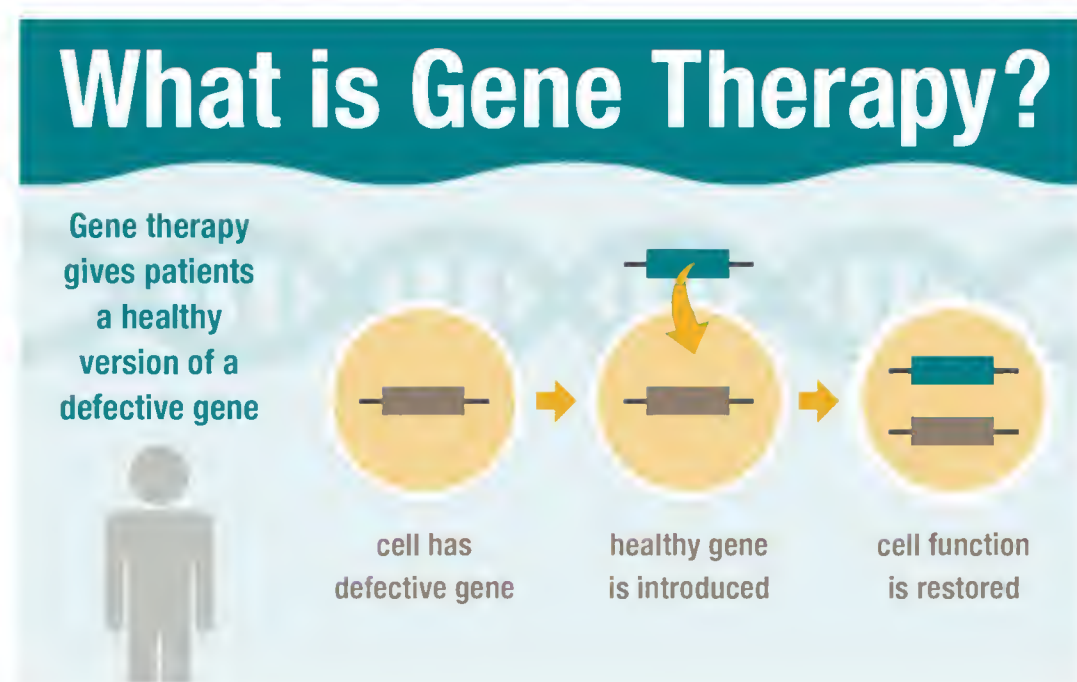 What is Gene Therapy?
Gene therapy
gives patients
a healthy
version of a
defective gene
cell has
defective gene
healthy gene
is introduced
cell function
is restored